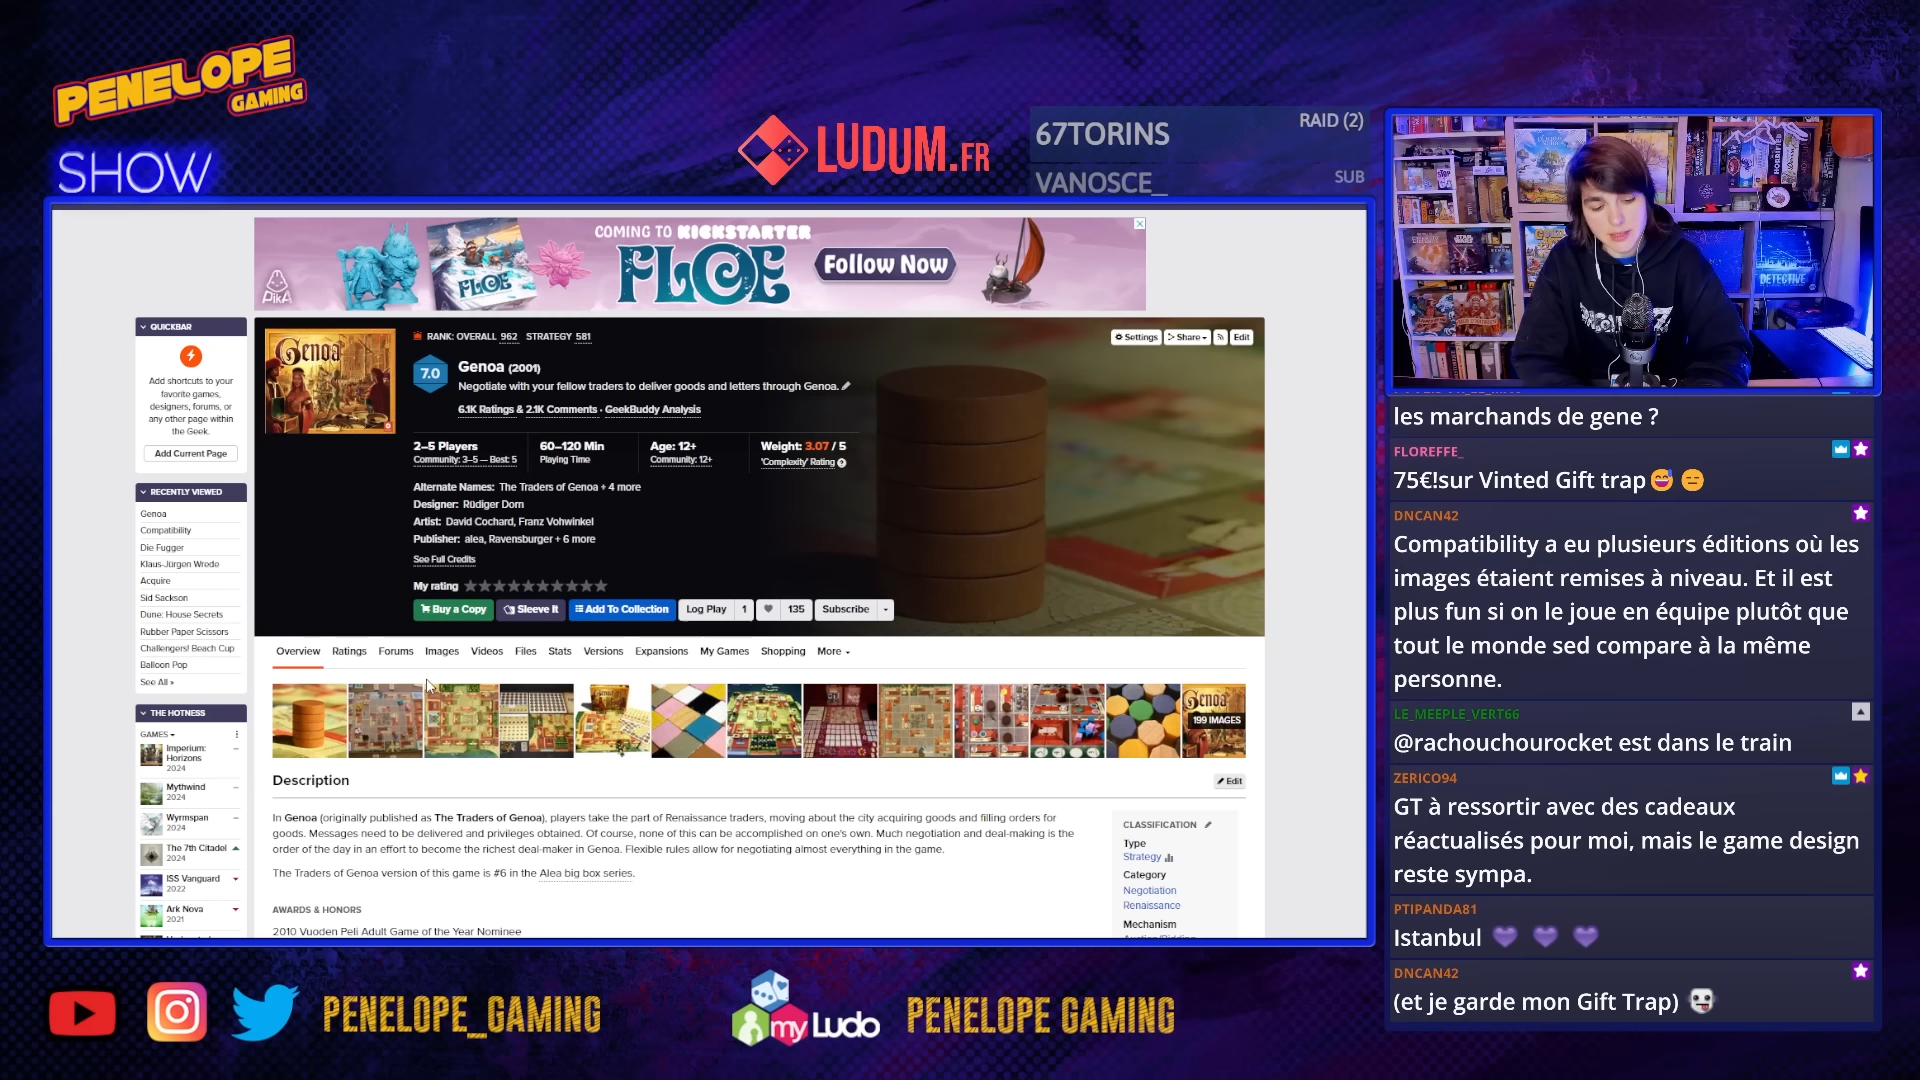 PENELOPE
GAMING
SHOW
LUDUM.FR
67TORINS
RAID (2)
VANOSCE_
SUB
COMING TO KICKSTARTER
FLOE
Follow Now
PikA
FLOE
QUICKBAR
Add shortcuts to your
favorite games,
designers, forums, or
any other page within
the Geek.
Add Current Page
RECENTLY VIEWED
Genoa
Compatibility
Die Fugger
Klaus-Jürgen Wrede
Acquire
Sid Sackson
Dune: House Secrets
Rubber Paper Scissors
Challengers! Beach Cup
Balloon Pop
See All »
THE HOTNESS
GAMES
Imperium:
Horizons
2024
Mythwind
2024
Wyrmspan
2024
The 7th Citadel
2024
ISS Vanguard
2022
Ark Nova
2021
Genoa
RANK: OVERALL 962 STRATEGY 581
Settings
Share
Edit
7.0
Genoa (2001)
Negotiate with your fellow traders to deliver goods and letters through Genoa.
6.1K Ratings & 2.1K Comments · GeekBuddy Analysis
2–5 Players
Community: 3–5 — Best: 5
60–120 Min
Playing Time
Age: 12+
Community: 12+
Weight: 3.07 / 5
'Complexity' Rating
Alternate Names: The Traders of Genoa + 4 more
Designer: Rüdiger Dorn
Artist: David Cochard, Franz Vohwinkel
Publisher: alea, Ravensburger + 6 more
See Full Credits
My rating
Buy a Copy
Sleeve It
Add To Collection
Log Play
1
135
Subscribe
Overview
Ratings
Forums
Images
Videos
Files
Stats
Versions
Expansions
My Games
Shopping
More
Genoa
199 IMAGES
Description
Edit
In Genoa (originally published as The Traders of Genoa), players take the part of Renaissance traders, moving about the city acquiring goods and filling orders for
goods. Messages need to be delivered and privileges obtained. Of course, none of this can be accomplished on one's own. Much negotiation and deal-making is the
order of the day in an effort to become the richest deal-maker in Genoa. Flexible rules allow for negotiating almost everything in the game.
The Traders of Genoa version of this game is #6 in the Alea big box series.
AWARDS & HONORS
2010 Vuoden Peli Adult Game of the Year Nominee
CLASSIFICATION
Type
Strategy
Category
Negotiation
Renaissance
Mechanism
STAR WARS
DETECTIVE
les marchands de gene ?
FLOREFFE_
75€!sur Vinted Gift trap
DNCAN42
Compatibility a eu plusieurs éditions où les
images étaient remises à niveau. Et il est
plus fun si on le joue en équipe plutôt que
tout le monde sed compare à la même
personne.
LE_MEEPLE_VERT66
@rachouchourocket est dans le train
ZERICO94
GT à ressortir avec des cadeaux
réactualisés pour moi, mais le game design
reste sympa.
PTIPANDA81
Istanbul
DNCAN42
(et je garde mon Gift Trap)
PENELOPE_GAMING
my Ludo
PENELOPE GAMING